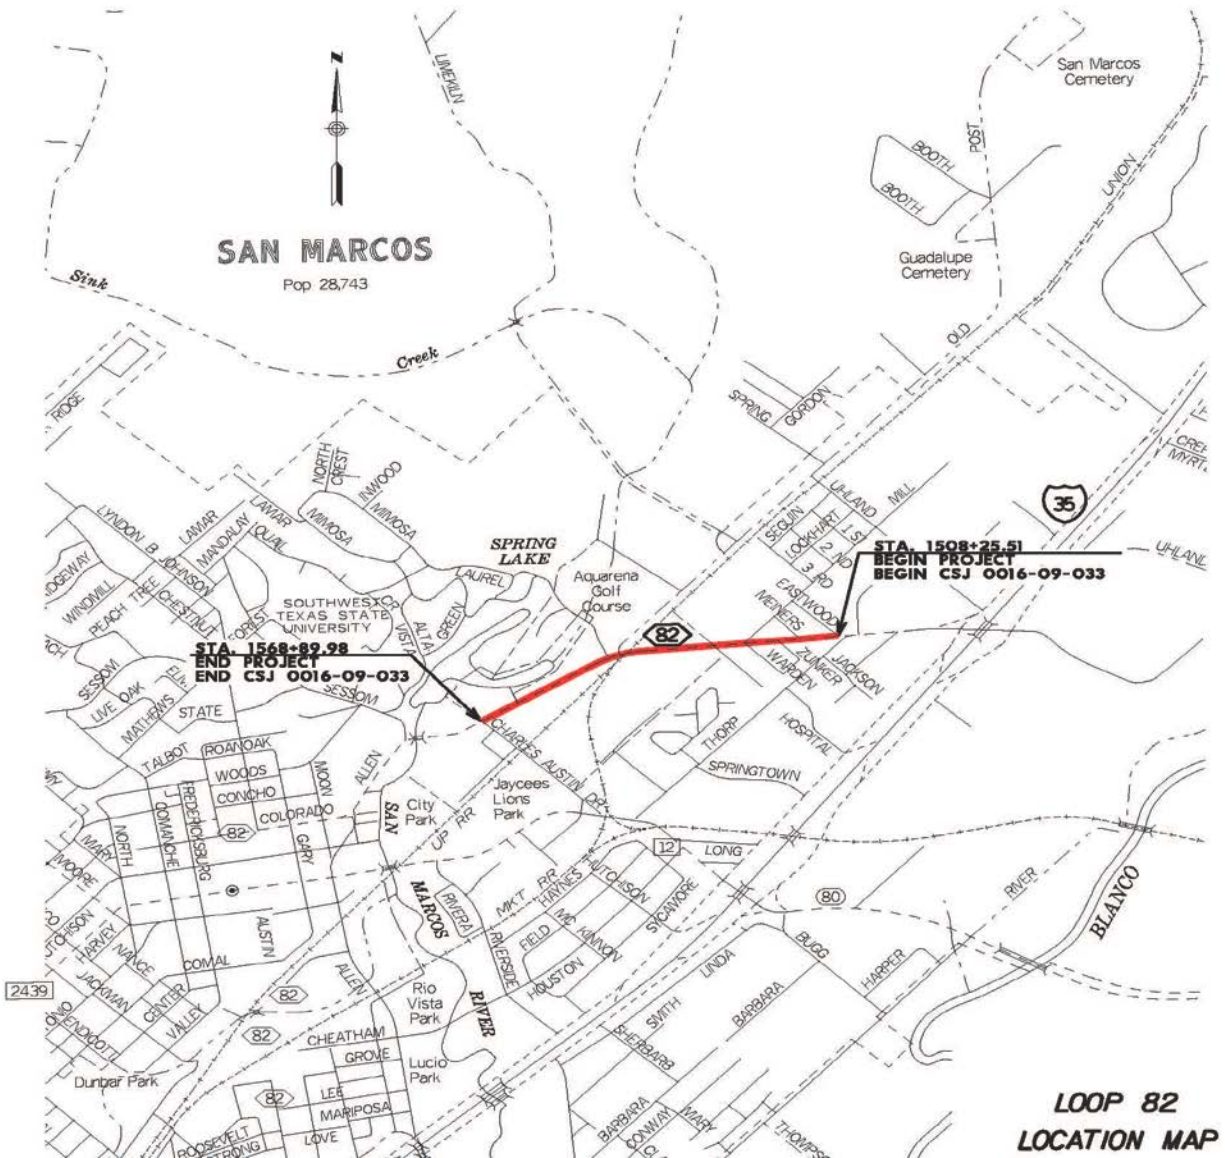 LIMEKILN
N
San Marcos
Cemetery
POST
BOOTH
BOOTH
UNION
SAN MARCOS
Pop 28,743
Guadalupe
Cemetery
Sink
Creek
OLD
RIDGE
SPRING
GORDON
NORTH
CREST
INWOOD
MIMOSA
MIMOSA
LAMAR
LAMAR
QUAIL
MANDALAY
LYNDON B JOHNSON
UHLAND
MILL
SEGUIN
LOCKHART
1 ST
2 ND
3 RD
35
MYRT
UHLAND
SPRING
LAKE
LAUREL
Aquarena
Golf
Course
STA. 1508+25.51
BEGIN PROJECT
BEGIN CSJ 0016-09-033
WINDMILL
PEACH TREE
CHESTNUT
FOREST
SOUTHWEST
TEXAS STATE
UNIVERSITY
CR
VISTA
ALTA
GREEN
EASTWOOD
MEINERS
82
STA. 1568+89.98
END PROJECT
END CSJ 0016-09-033
ZUNKER
JACKSON
WARDEN
SESSOM
SESSOM
LIVE OAK
ELM
MATHEWS
STATE
TALBOT
ROANOAK
WOODS
CONCHO
COLORADO
MOON
ALLEN
CHARLES AUSTIN DR
THORP
HOSPITAL
SPRINGTOWN
Jaycees
Lions
Park
City
Park
UP RR
SAN
MARCOS
RIVER
FREDERICKSBURG
COMANCHE
NORTH
82
GARY
MARY
MOORE
12
LONG
HUTCHISON
HAYNES
MKT RR
SYCAMORE
RIVERA
RIVERSIDE
FIELD
MC KINNON
HOUSTON
80
RIVER
BLANCO
BUGG
HARPER
LINDA
BARBARA
SMITH
SHERBARB
HUTCHISON
HARVEY
NANCE
AUSTIN
COMAL
ALLEN
JACKMAN
CENTER
VALLEY
2439
ENDICOTT
82
82
Rio
Vista
Park
CHEATHAM
GROVE
Lucio
Park
Dunbar Park
82
LEE
MARIPOSA
LOVE
ROOSEVELT
STRONG
BARBARA
CONWAY
MARY
THOMPS
LOOP 82
LOCATION MAP